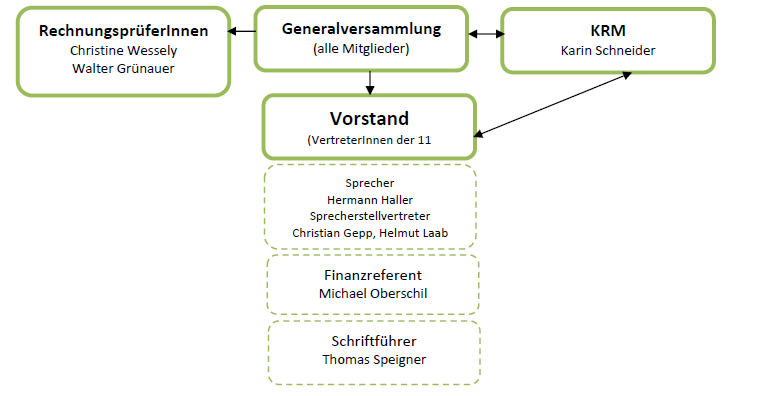 RechnungsprüferInnen
Christine Wessely
Walter Grünauer
Generalversammlung
(alle Mitglieder)
KRM
Karin Schneider
Vorstand
(VertreterInnen der 11
Sprecher
Hermann Haller
Sprecherstellvertreter
Christian Gepp, Helmut Laab
Finanzreferent
Michael Oberschil
Schriftführer
Thomas Speigner